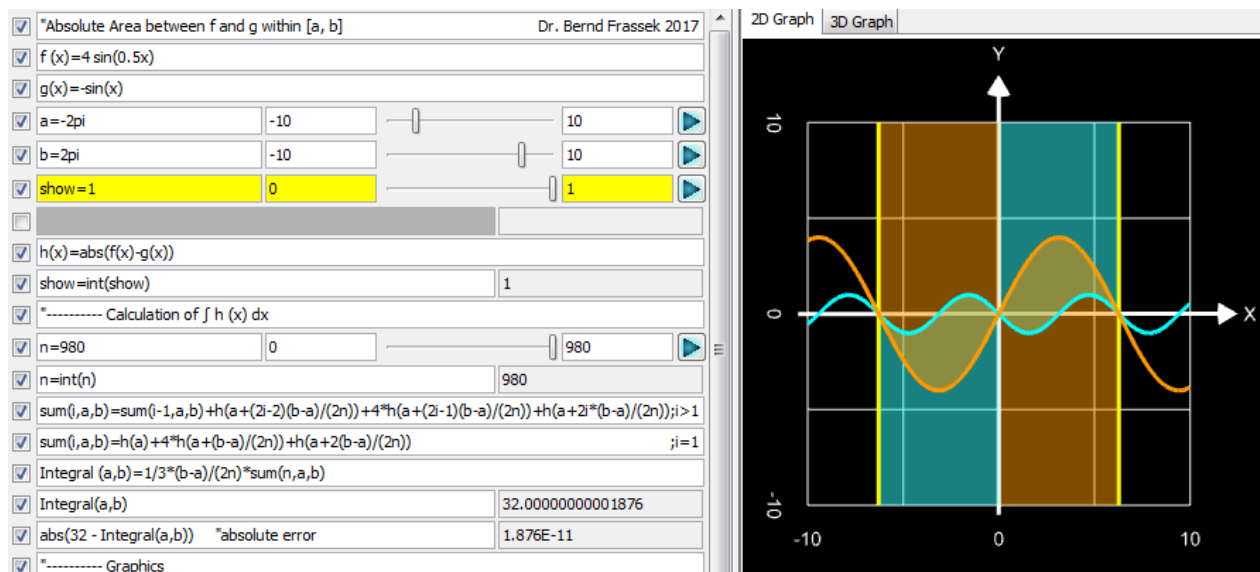 "Absolute Area between f and g within [a, b] Dr. Bernd Frassek 2017
f (x)=4 sin(0.5x)
g(x)=-sin(x)
a=-2pi -10 10
b=2pi -10 10
show=1 0 1
h(x)=abs(f(x)-g(x))
show=int(show) 1
"---------- Calculation of ∫ h (x) dx
n=980 0 980
n=int(n) 980
sum(i,a,b)=sum(i-1,a,b)+h(a+(2i-2)(b-a)/(2n))+4*h(a+(2i-1)(b-a)/(2n))+h(a+2i*(b-a)/(2n));i>1
sum(i,a,b)=h(a)+4*h(a+(b-a)/(2n))+h(a+2(b-a)/(2n)) ;i=1
Integral (a,b)=1/3*(b-a)/(2n)*sum(n,a,b)
Integral(a,b) 32.00000000001876
abs(32 - Integral(a,b)) "absolute error 1.876E-11
"---------- Graphics
2D Graph 3D Graph
Y
10
0
-10
X
-10 0 10